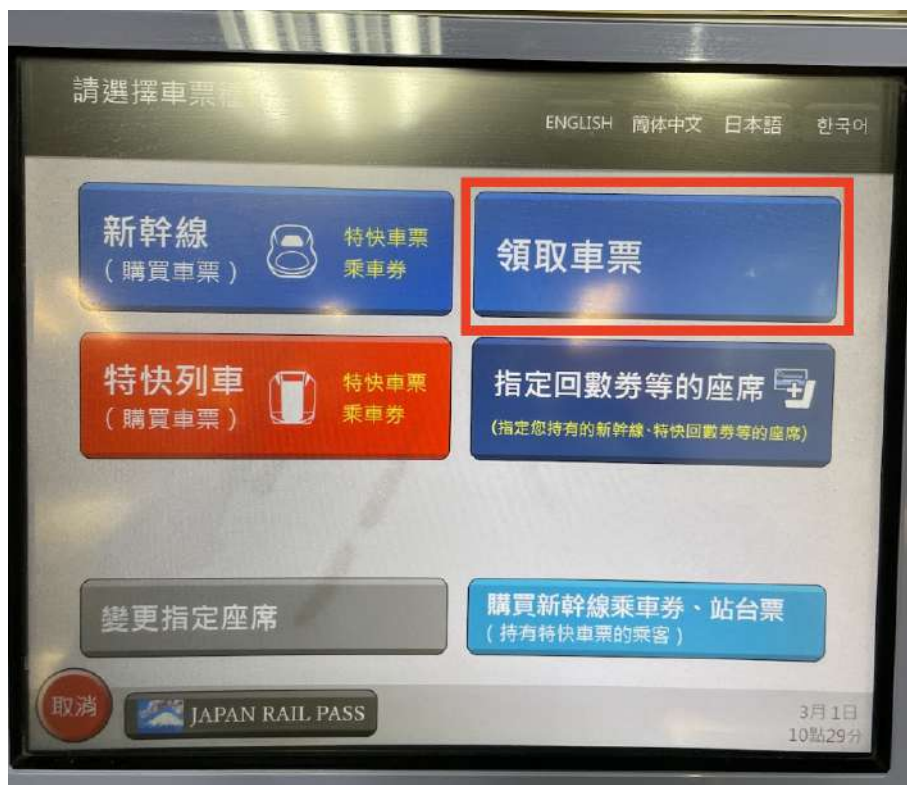 請選擇車票
ENGLISH 简体中文 日本語 한국어
新幹線
(購買車票)
特快車票
乘車券
領取車票
特快列車
(購買車票)
特快車票
乘車券
指定回數券等的座席
(指定您持有的新幹線、特快回數券等的座席)
變更指定座席
購買新幹線乘車券、站台票
(持有特快車票的乘客)
取消
JAPAN RAIL PASS
3月1日
10點29分